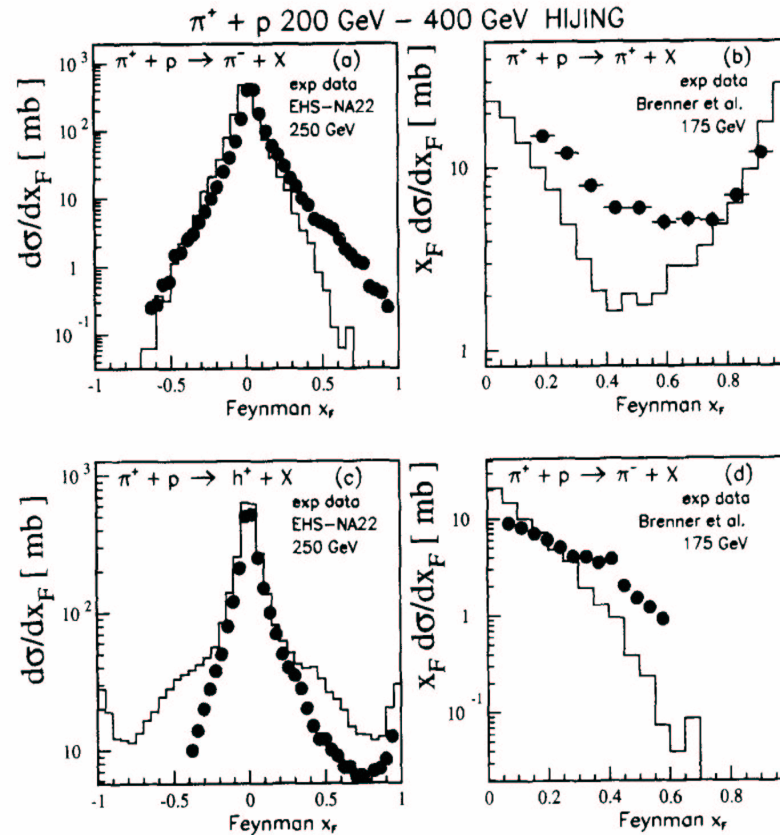 π⁺ + p 200 GeV – 400 GeV HIJING
π⁺ + p → π⁻ + X (a)
exp data
EHS–NA22
250 GeV
dσ/dx_F [ mb ]
10³
10²
10
1
10⁻¹
-1 -0.5 0 0.5 1
Feynman x_F
π⁺ + p → π⁺ + X (b)
exp data
Brenner et al.
175 GeV
x_F dσ/dx_F [ mb ]
10
1
0 0.2 0.4 0.6 0.8
Feynman x_F
π⁺ + p → h⁺ + X (c)
exp data
EHS–NA22
250 GeV
dσ/dx_F [ mb ]
10³
10²
10
-1 -0.5 0 0.5 1
Feynman x_F
π⁺ + p → π⁻ + X (d)
exp data
Brenner et al.
175 GeV
x_F dσ/dx_F [ mb ]
10
1
10⁻¹
0 0.2 0.4 0.6 0.8
Feynman x_F